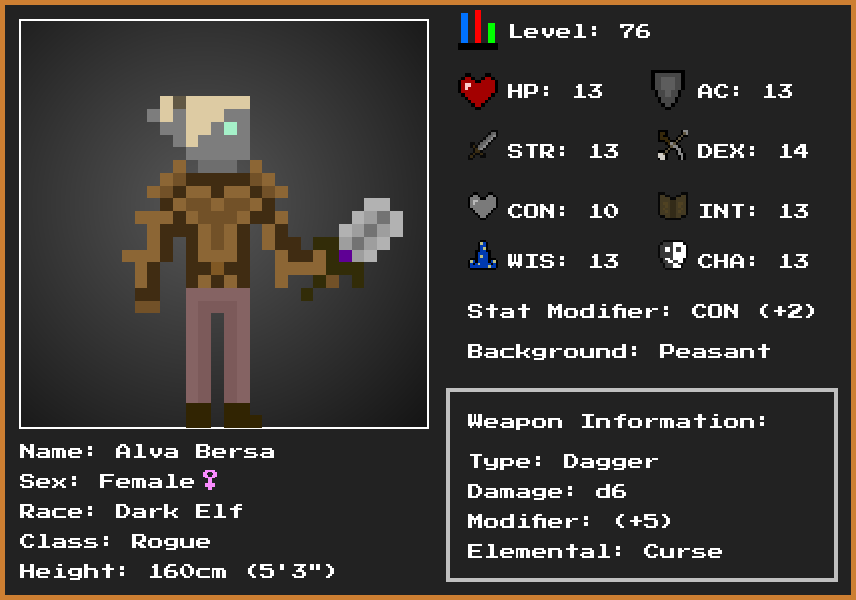 Level: 76
HP: 13
AC: 13
STR: 13
DEX: 14
CON: 10
INT: 13
WIS: 13
CHA: 13
Stat Modifier: CON (+2)
Background: Peasant
Weapon Information:
Type: Dagger
Damage: d6
Modifier: (+5)
Elemental: Curse
Name: Alva Bersa
Sex: Female♀
Race: Dark Elf
Class: Rogue
Height: 160cm (5'3")